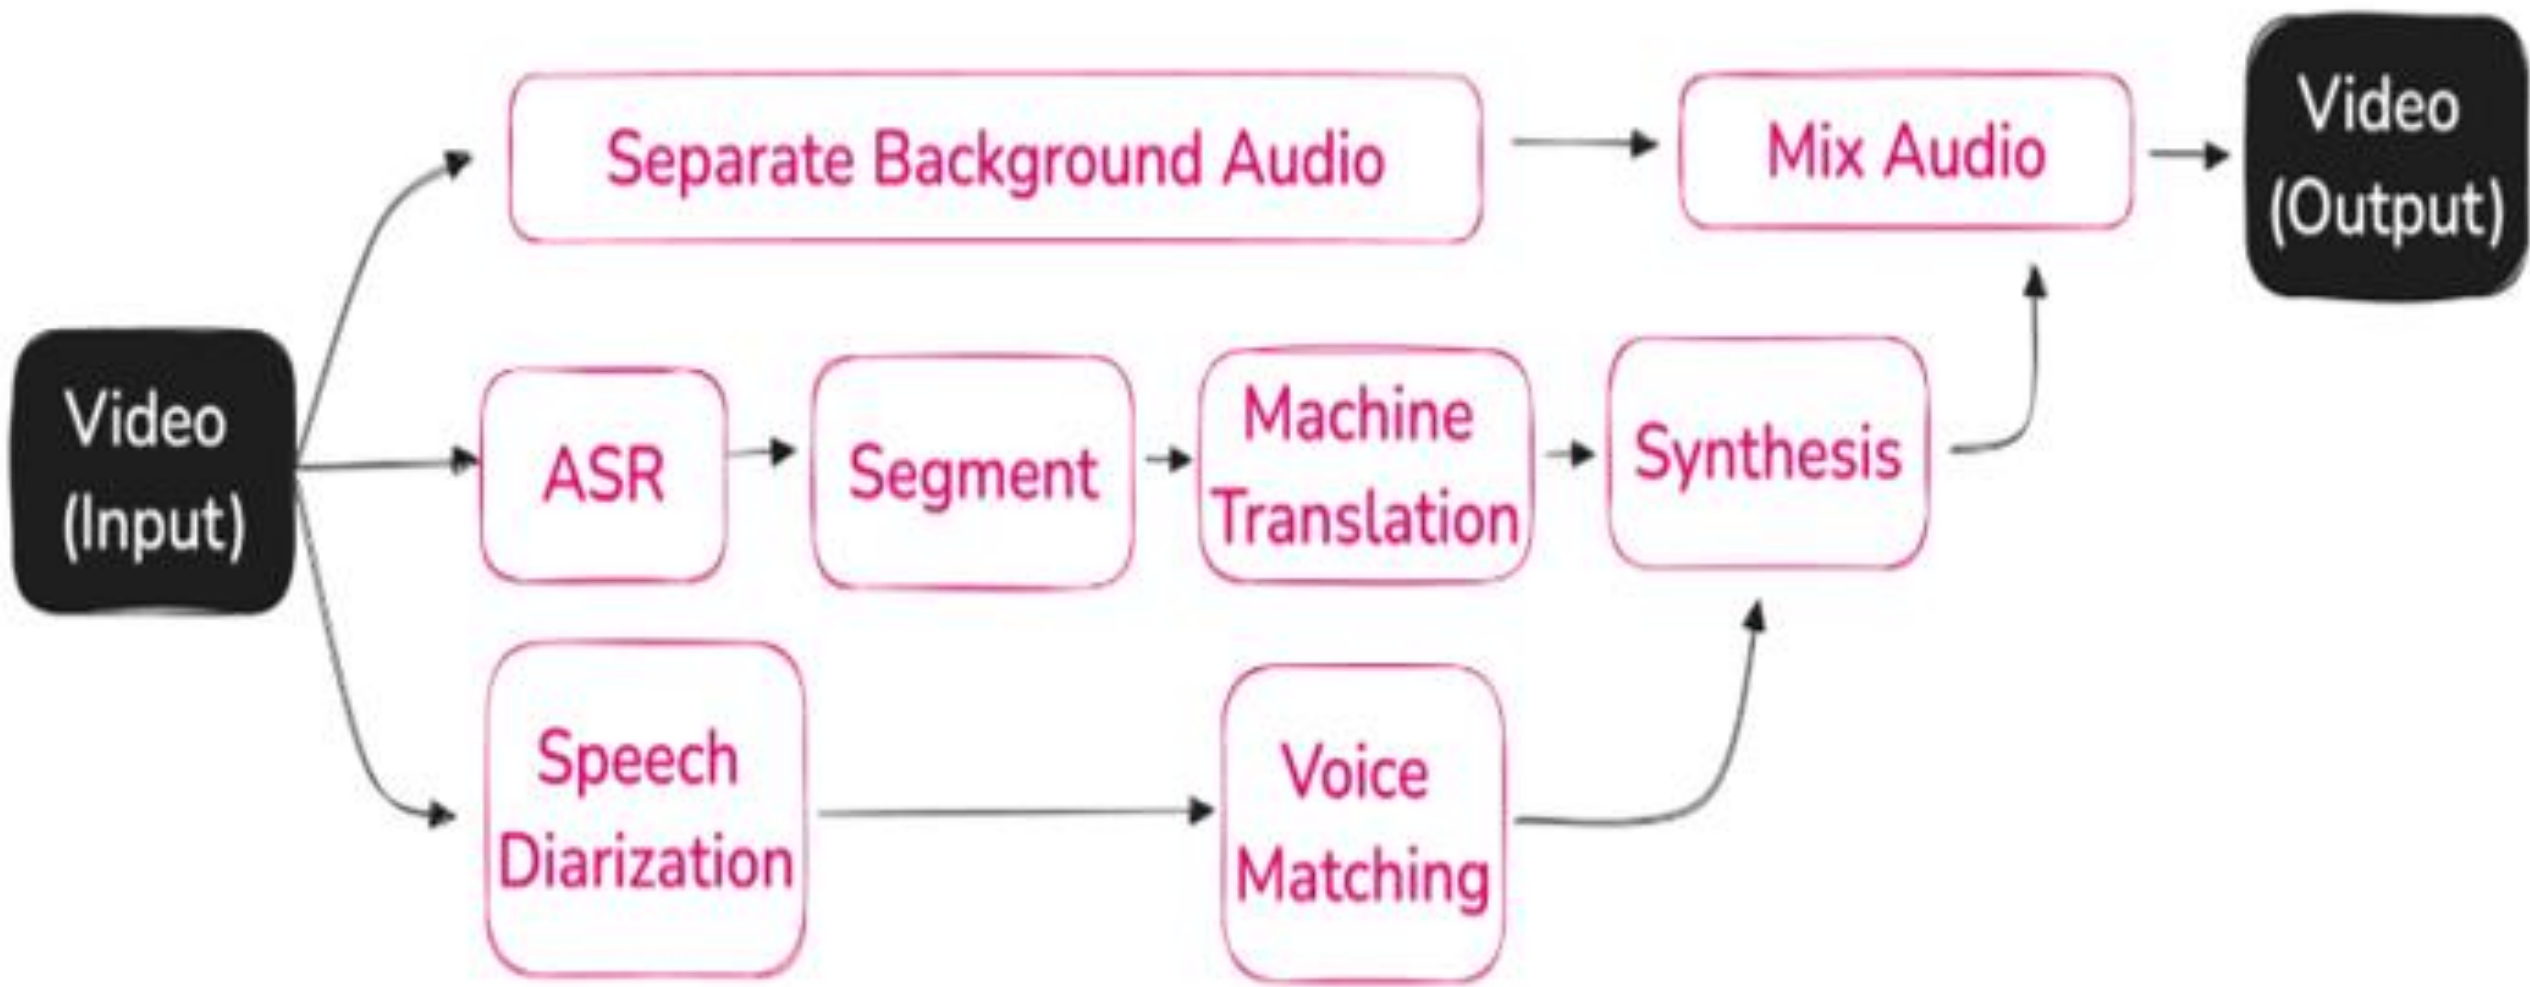 Separate Background Audio
Mix Audio
Video
(Output)
Video
(Input)
ASR
Segment
Machine
Translation
Synthesis
Speech
Diarization
Voice
Matching